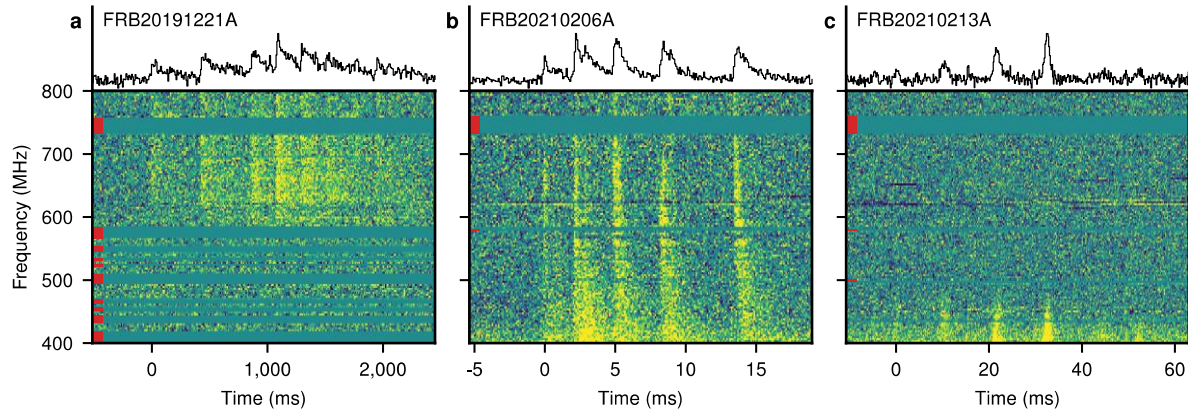 a FRB20191221A
b FRB20210206A
c FRB20210213A
800
700
600
500
400
Frequency (MHz)
0 1,000 2,000
-5 0 5 10 15
0 20 40 60
Time (ms)
Time (ms)
Time (ms)